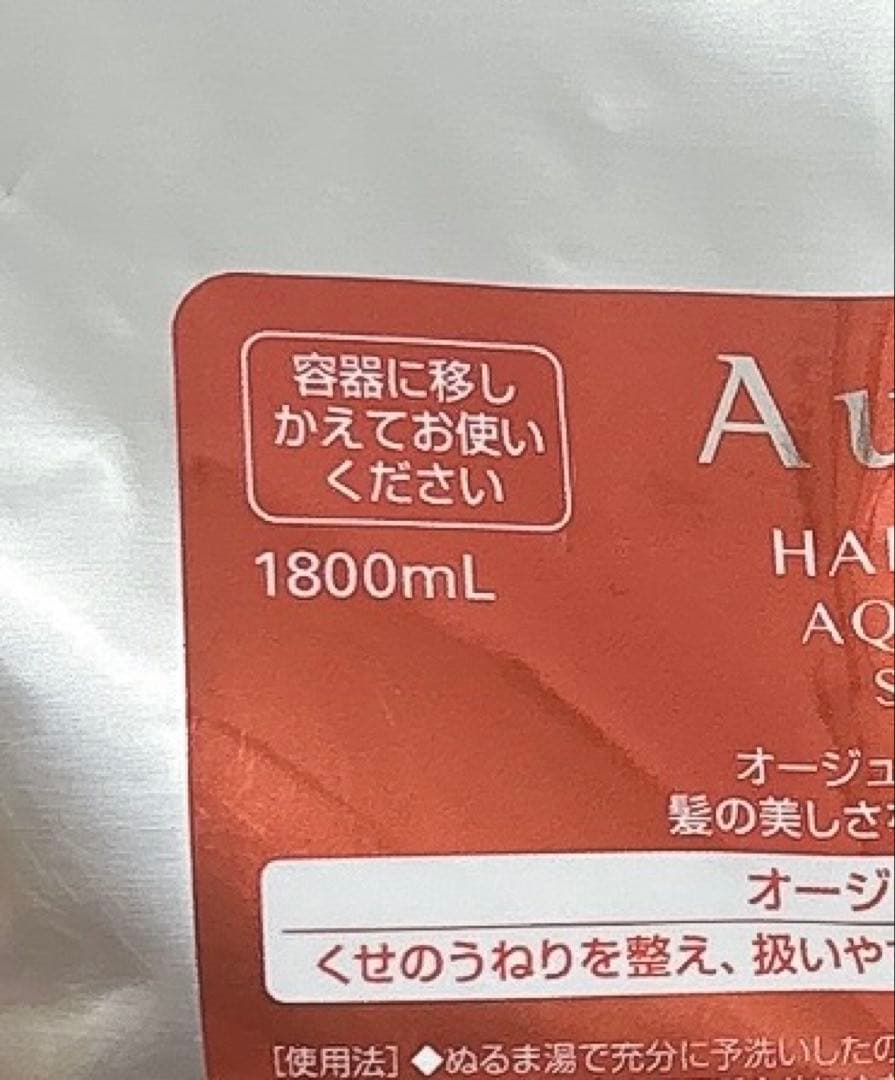 容器に移し
かえてお使い
ください
1800mL
Au
HAI
AQ
S
オージュ
髪の美しさ
オージ
くせのうねりを整え、扱いや
[使用法] ◆ぬるま湯で充分に予洗いしたの